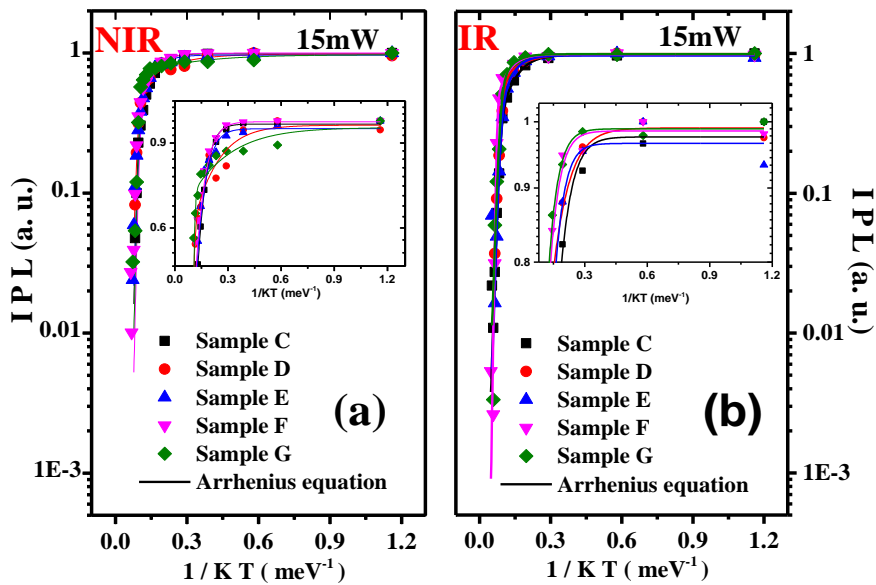 NIR
15mW
I P L (a. u.)
1
0.1
0.01
1E-3
0.0 0.3 0.6 0.9 1.2
1 / K T ( meV⁻¹)
0.9
0.6
0.0 0.3 0.6 0.9 1.2
1/KT (meV⁻¹)
Sample C
Sample D
Sample E
Sample F
Sample G
Arrhenius equation
(a)
IR
15mW
I P L (a. u.)
1
0.1
0.01
1E-3
0.0 0.3 0.6 0.9 1.2
1 / K T ( meV⁻¹)
1
0.9
0.8
0.3 0.6 0.9 1.2
1/KT (meV⁻¹)
Sample C
Sample D
Sample E
Sample F
Sample G
Arrhenius equation
(b)